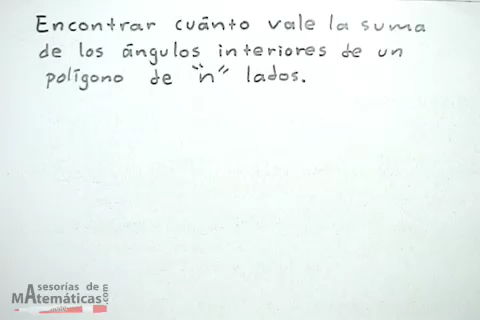 Encontrar cuánto vale la suma
de los ángulos interiores de un
polígono de "n" lados.
Asesorías de
MAtemáticas.com